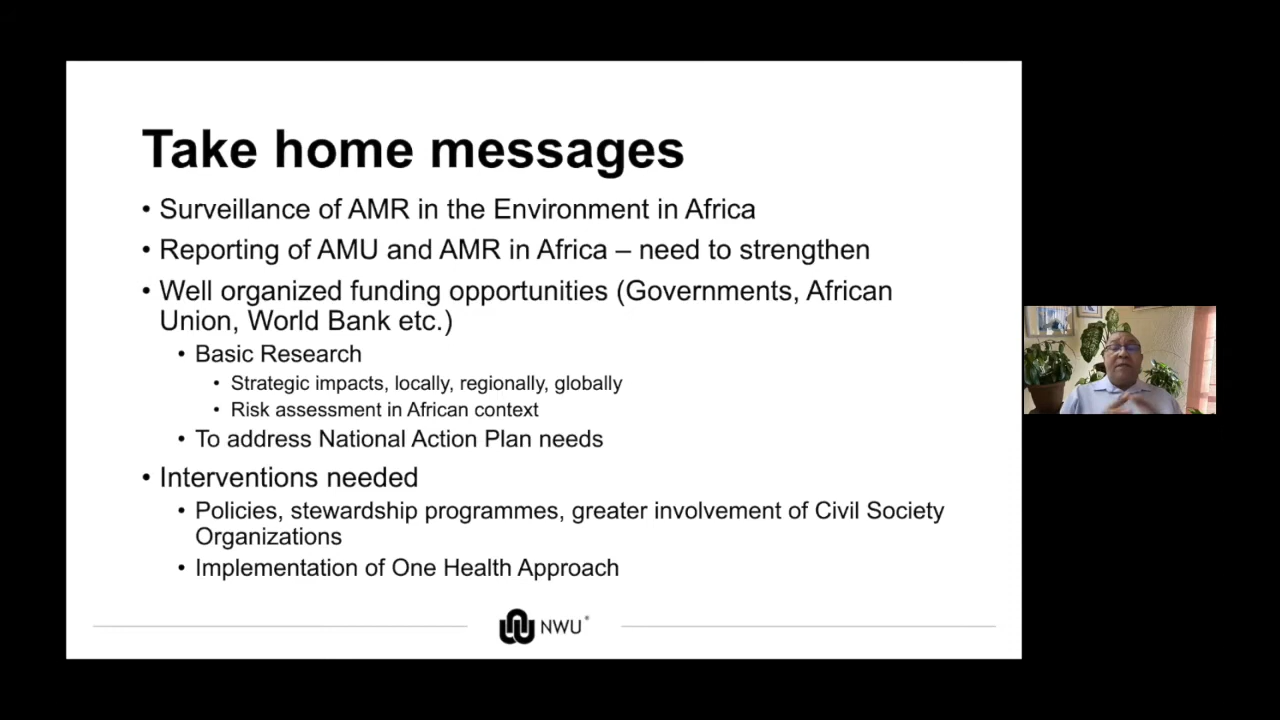 Take home messages
• Surveillance of AMR in the Environment in Africa
• Reporting of AMU and AMR in Africa – need to strengthen
• Well organized funding opportunities (Governments, African
Union, World Bank etc.)
• Basic Research
• Strategic impacts, locally, regionally, globally
• Risk assessment in African context
• To address National Action Plan needs
• Interventions needed
• Policies, stewardship programmes, greater involvement of Civil Society
Organizations
• Implementation of One Health Approach
NWU®